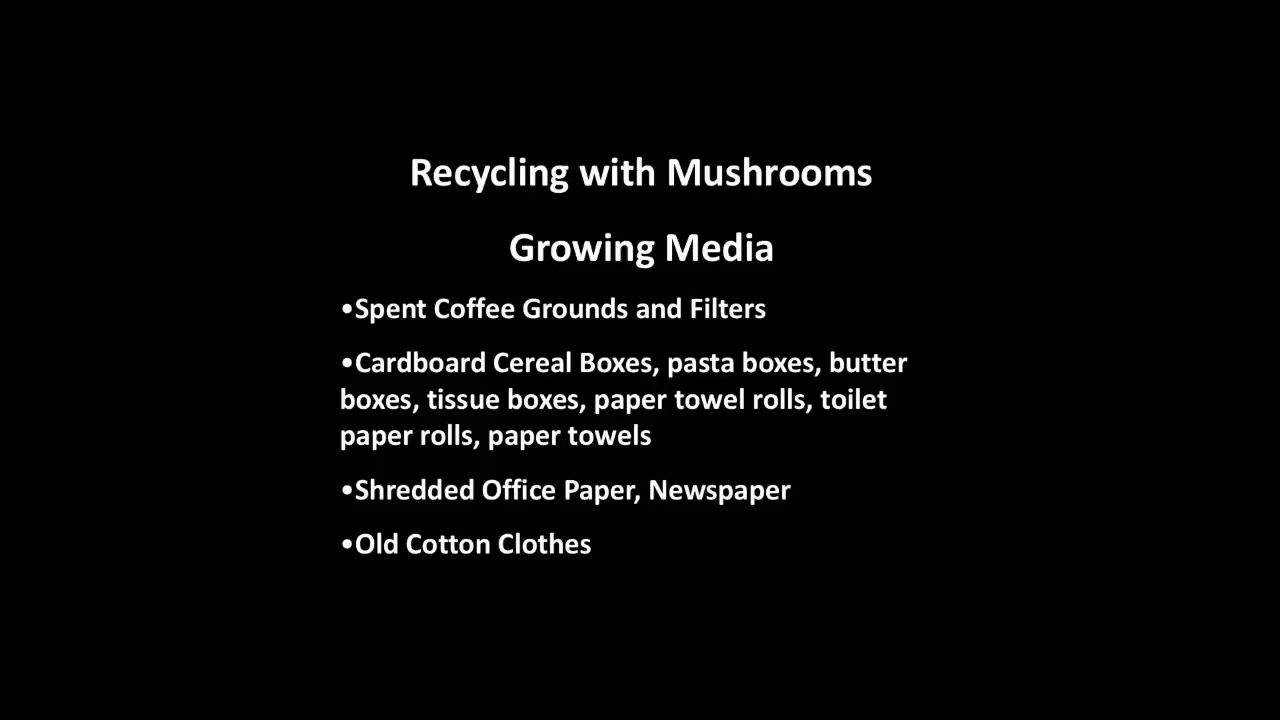 Recycling with Mushrooms
Growing Media
•Spent Coffee Grounds and Filters
•Cardboard Cereal Boxes, pasta boxes, butter
boxes, tissue boxes, paper towel rolls, toilet
paper rolls, paper towels
•Shredded Office Paper, Newspaper
•Old Cotton Clothes